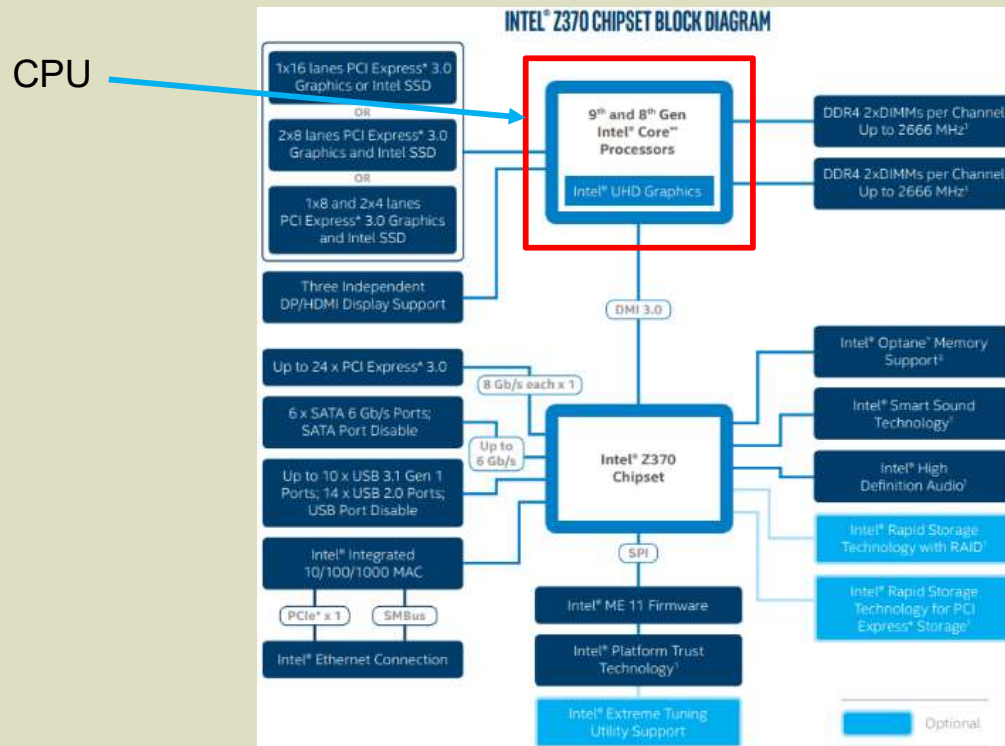 INTEL® Z370 CHIPSET BLOCK DIAGRAM
CPU
1x16 lanes PCI Express* 3.0
Graphics or Intel SSD
OR
2x8 lanes PCI Express* 3.0
Graphics and Intel SSD
OR
1x8 and 2x4 lanes
PCI Express* 3.0 Graphics
and Intel SSD
Three Independent
DP/HDMI Display Support
9th and 8th Gen
Intel® Core™
Processors
Intel® UHD Graphics
DDR4 2xDIMMs per Channel
Up to 2666 MHz¹
DDR4 2xDIMMs per Channel
Up to 2666 MHz¹
DMI 3.0
Up to 24 x PCI Express* 3.0
8 Gb/s each x 1
6 x SATA 6 Gb/s Ports;
SATA Port Disable
Up to
6 Gb/s
Up to 10 x USB 3.1 Gen 1
Ports; 14 x USB 2.0 Ports;
USB Port Disable
Intel® Integrated
10/100/1000 MAC
PCIe* x 1
SMBus
Intel® Ethernet Connection
Intel® Z370
Chipset
SPI
Intel® ME 11 Firmware
Intel® Platform Trust
Technology¹
Intel® Extreme Tuning
Utility Support
Intel® Optane™ Memory
Support²
Intel® Smart Sound
Technology¹
Intel® High
Definition Audio¹
Intel® Rapid Storage
Technology with RAID¹
Intel® Rapid Storage
Technology for PCI
Express* Storage²
Optional